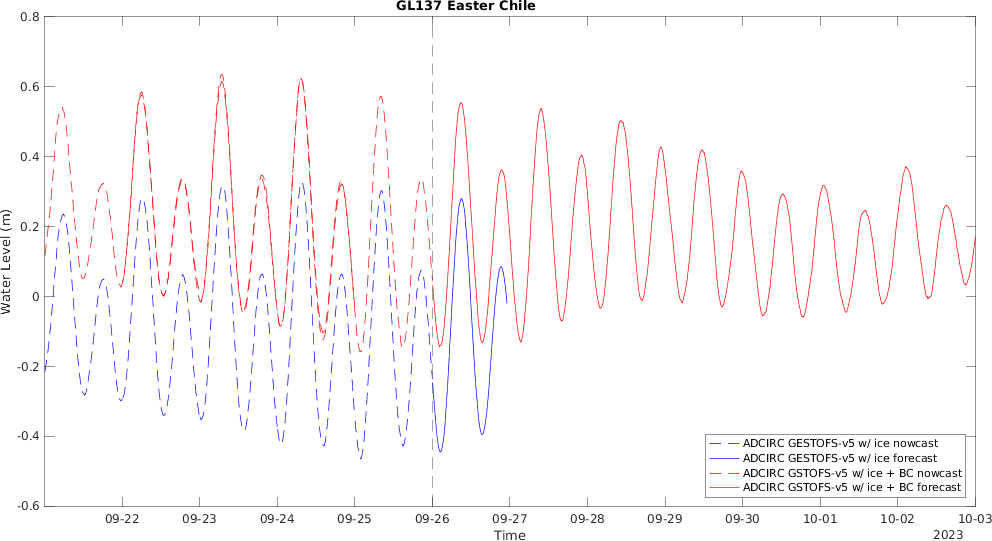 GL137 Easter Chile
0.8
0.6
0.4
0.2
0
-0.2
-0.4
-0.6
Water Level (m)
ADCIRC GESTOFS-v5 w/ ice nowcast
ADCIRC GESTOFS-v5 w/ ice forecast
ADCIRC GSTOFS-v5 w/ ice + BC nowcast
ADCIRC GSTOFS-v5 w/ ice + BC forecast
09-22 09-23 09-24 09-25 09-26 09-27 09-28 09-29 09-30 10-01 10-02 10-03
Time
2023